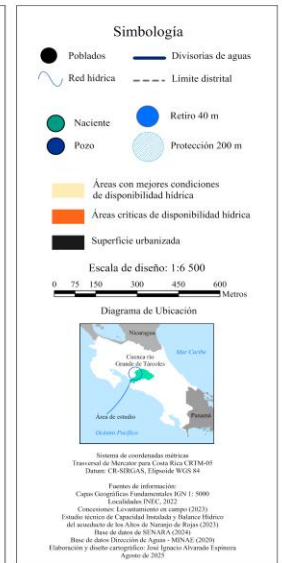 Simbología
Poblados
Divisorias de aguas
Red hídrica
Límite distrital
Naciente
Retiro 40 m
Pozo
Protección 200 m
Áreas con mejores condiciones
de disponibilidad hídrica
Áreas críticas de disponibilidad hídrica
Superficie urbanizada
Escala de diseño: 1:6 500
0 75 150 300 450 600
Metros
Diagrama de Ubicación
Nicaragua
Mar Caribe
Cuenca río
Grande de Tárcoles
Área de estudio
Panamá
Océano Pacífico
Sistema de coordenadas métricas
Trasversal de Mercator para Costa Rica CRTM-05
Datum: CR-SIRGAS, Elipsoide WGS 84
Fuentes de información:
Capas Geográficas Fundamentales IGN 1: 5000
Localidades INEC, 2022
Concesiones: Levantamiento en campo (2023)
Estudio técnico de Capacidad Instalada y Balance Hídrico
del acueducto de los Altos de Naranjo de Rojas (2023)
Base de datos de SENARA (2024)
Base de datos Dirección de Aguas - MINAE (2020)
Elaboración y diseño cartográfico: José Ignacio Alvarado Espinoza
Agosto de 2025